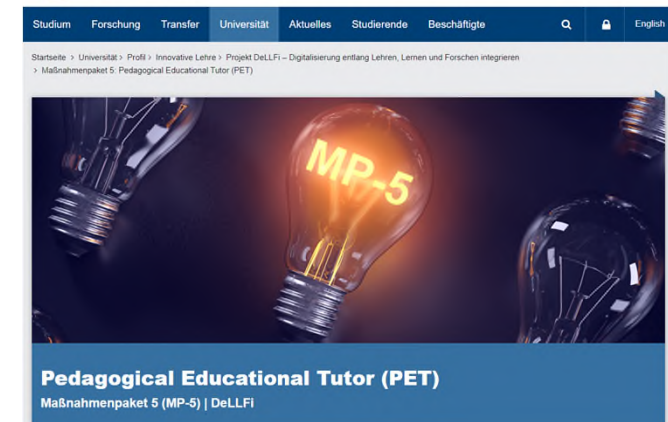 Studium Forschung Transfer Universität Aktuelles Studierende Beschäftigte English
Startseite > Universität > Profil > Innovative Lehre > Projekt DeLLFi – Digitalisierung entlang Lehren, Lernen und Forschen integrieren
> Maßnahmenpaket 5: Pedagogical Educational Tutor (PET)
MP-5
Pedagogical Educational Tutor (PET)
Maßnahmenpaket 5 (MP-5) | DeLLFi